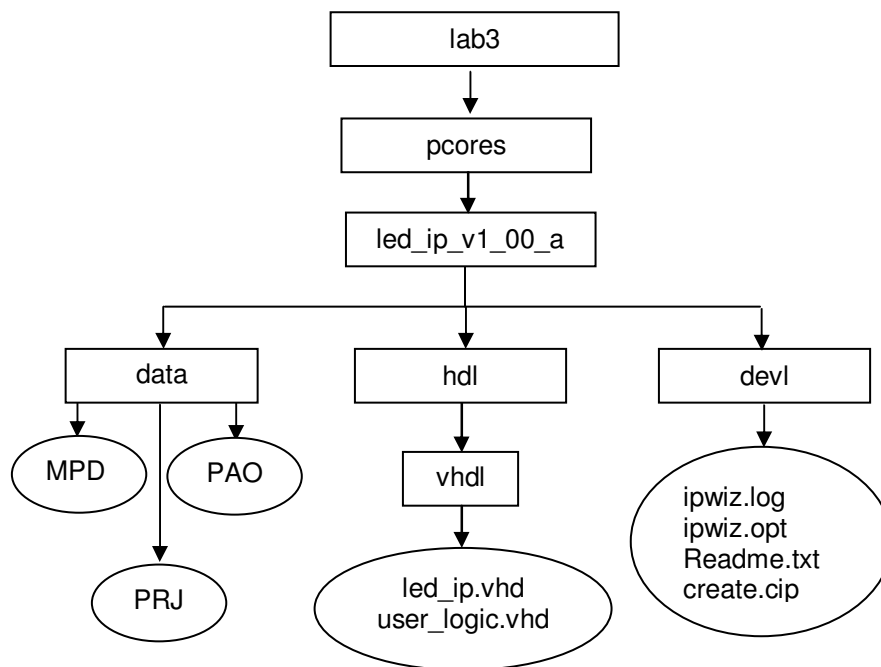 lab3
pcores
led_ip_v1_00_a
data
hdl
devl
MPD
PAO
vhdl
ipwiz.log
ipwiz.opt
Readme.txt
create.cip
PRJ
led_ip.vhd
user_logic.vhd